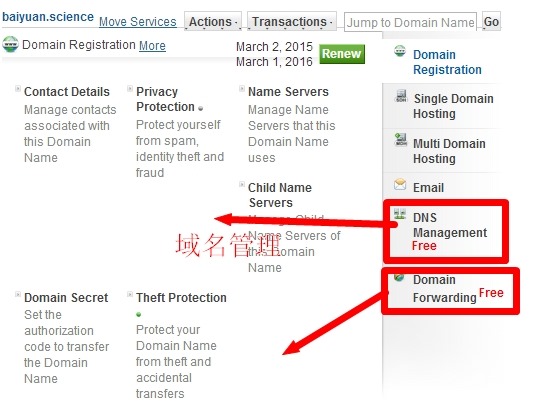 baiyuan.science Move Services Actions Transactions Jump to Domain Name Go
Domain Registration More
March 2, 2015
March 1, 2016
Renew
Contact Details
Manage contacts
associated with
this Domain
Name
Privacy
Protection
Protect yourself
from spam,
identity theft and
fraud
Name Servers
Manage Name
Servers that this
Domain Name
uses
Child Name
Servers
Manage Child
Name Servers of
this Domain
Name
域名管理
Domain Secret
Set the
authorization
code to transfer
the Domain
Name
Theft Protection
Protect your
Domain Name
from theft and
accidental
transfers
Domain
Registration
Single Domain
Hosting
Multi Domain
Hosting
Email
DNS
Management
Free
Domain
Forwarding Free